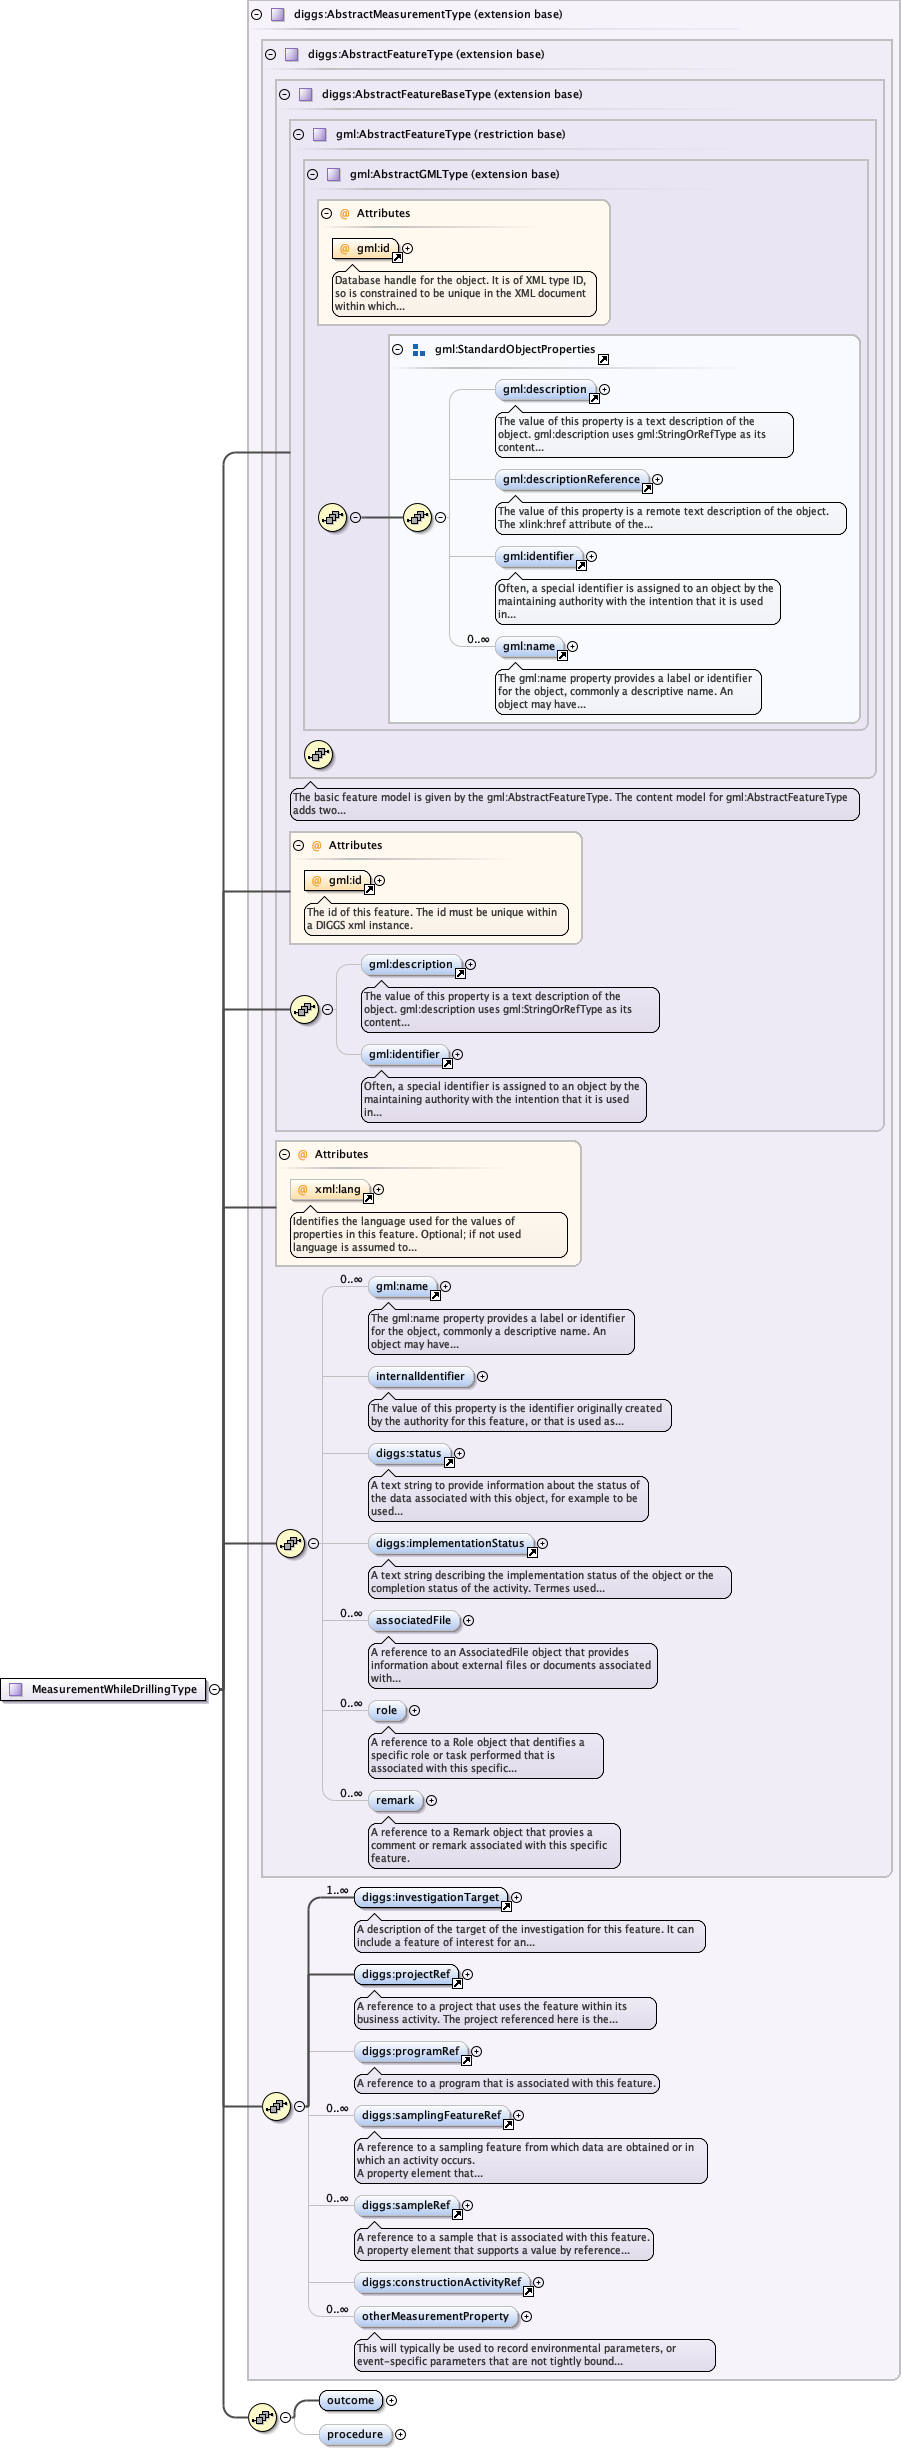 diggs:AbstractMeasurementType (extension base)
diggs:AbstractFeatureType (extension base)
diggs:AbstractFeatureBaseType (extension base)
gml:AbstractFeatureType (restriction base)
gml:AbstractGMLType (extension base)
@ Attributes
@ gml:id
Database handle for the object. It is of XML type ID,
so is constrained to be unique in the XML document
within which...
gml:StandardObjectProperties
gml:description
The value of this property is a text description of the
object. gml:description uses gml:StringOrRefType as its
content...
gml:descriptionReference
The value of this property is a remote text description of the object.
The xlink:href attribute of the...
gml:identifier
Often, a special identifier is assigned to an object by the
maintaining authority with the intention that it is used
in...
0..∞
gml:name
The gml:name property provides a label or identifier
for the object, commonly a descriptive name. An
object may have...
The basic feature model is given by the gml:AbstractFeatureType. The content model for gml:AbstractFeatureType
adds two...
@ Attributes
@ gml:id
The id of this feature. The id must be unique within
a DIGGS xml instance.
gml:description
The value of this property is a text description of the
object. gml:description uses gml:StringOrRefType as its
content...
gml:identifier
Often, a special identifier is assigned to an object by the
maintaining authority with the intention that it is used
in...
@ Attributes
@ xml:lang
Identifies the language used for the values of
properties in this feature. Optional; if not used
language is assumed to...
0..∞
gml:name
The gml:name property provides a label or identifier
for the object, commonly a descriptive name. An
object may have...
internalIdentifier
The value of this property is the identifier originally created
by the authority for this feature, or that is used as...
diggs:status
A text string to provide information about the status of
the data associated with this object, for example to be
used...
diggs:implementationStatus
A text string describing the implementation status of the object or the
completion status of the activity. Termes used...
0..∞
associatedFile
A reference to an AssociatedFile object that provides
information about external files or documents associated
with...
MeasurementWhileDrillingType
0..∞
role
A reference to a Role object that dentifies a
specific role or task performed that is
associated with this specific...
0..∞
remark
A reference to a Remark object that provies a
comment or remark associated with this specific
feature.
1..∞
diggs:investigationTarget
A description of the target of the investigation for this feature. It can
include a feature of interest for an...
diggs:projectRef
A reference to a project that uses the feature within its
business activity. The project referenced here is the...
diggs:programRef
A reference to a program that is associated with this feature.
0..∞
diggs:samplingFeatureRef
A reference to a sampling feature from which data are obtained or in
which an activity occurs.
A property element that...
0..∞
diggs:sampleRef
A reference to a sample that is associated with this feature.
A property element that supports a value by reference...
diggs:constructionActivityRef
0..∞
otherMeasurementProperty
This will typically be used to record environmental parameters, or
event-specific parameters that are not tightly bound...
outcome
procedure